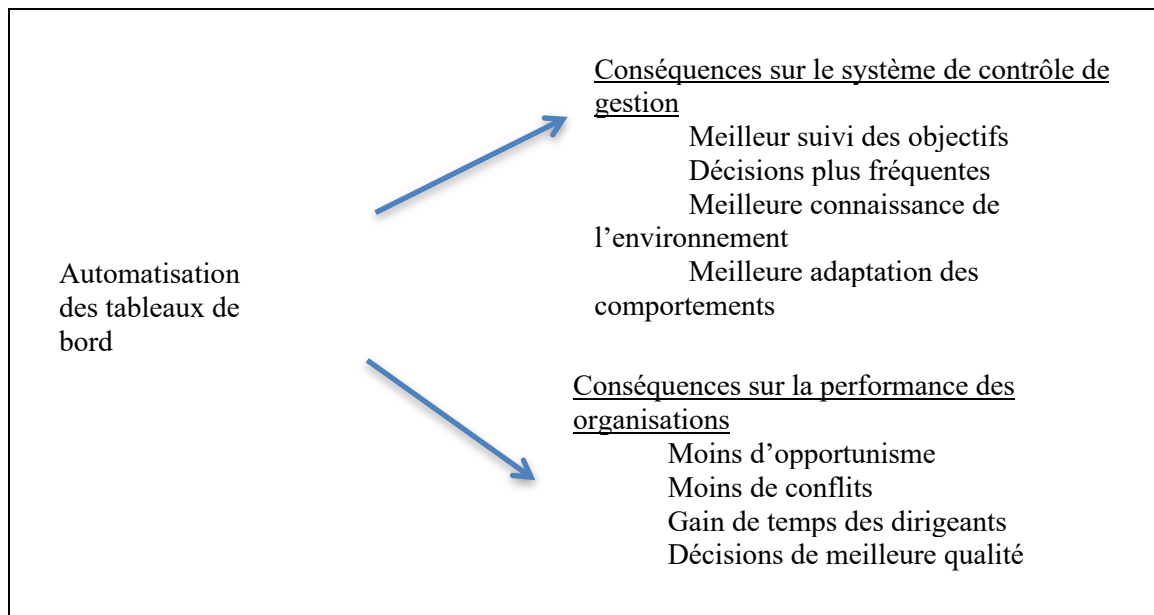 Conséquences sur le système de contrôle de
gestion
Meilleur suivi des objectifs
Décisions plus fréquentes
Meilleure connaissance de
l’environnement
Meilleure adaptation des
comportements
Automatisation
des tableaux de
bord
Conséquences sur la performance des
organisations
Moins d’opportunisme
Moins de conflits
Gain de temps des dirigeants
Décisions de meilleure qualité